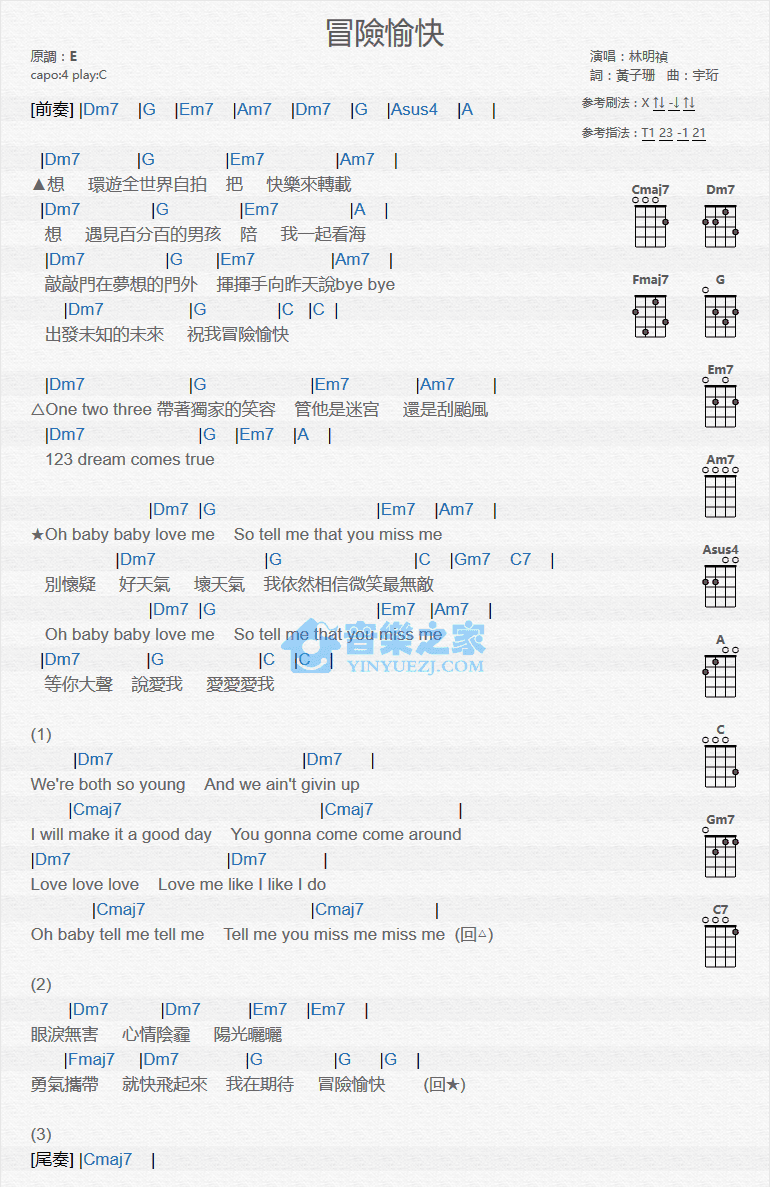 冒險愉快
原調：E
capo:4 play:C
演唱：林明禎
詞：黃子珊 曲：宇珩
参考刷法：X ↑↓ -↓ ↑↓
参考指法：T1 23 -1 21
[前奏] |Dm7 |G |Em7 |Am7 |Dm7 |G |Asus4 |A |
|Dm7 |G |Em7 |Am7 |
▲想 環遊全世界自拍 把 快樂來轉載
|Dm7 |G |Em7 |A |
想 遇見百分百的男孩 陪 我一起看海
|Dm7 |G |Em7 |Am7 |
敲敲門在夢想的門外 揮揮手向昨天說bye bye
|Dm7 |G |C |C |
出發未知的未來 祝我冒險愉快
|Dm7 |G |Em7 |Am7 |
△One two three 帶著獨家的笑容 管他是迷宮 還是刮颱風
|Dm7 |G |Em7 |A |
123 dream comes true
|Dm7 |G |Em7 |Am7 |
★Oh baby baby love me So tell me that you miss me
|Dm7 |G |C |Gm7 C7 |
別懷疑 好天氣 壞天氣 我依然相信微笑最無敵
|Dm7 |G |Em7 |Am7 |
Oh baby baby love me So tell me that you miss me
|Dm7 |G |C |C |
等你大聲 說愛我 愛愛愛我
音樂之家
YINYUEZJ.COM
(1)
|Dm7 |Dm7 |
We're both so young And we ain't givin up
|Cmaj7 |Cmaj7 |
I will make it a good day You gonna come come around
|Dm7 |Dm7 |
Love love love Love me like I like I do
|Cmaj7 |Cmaj7 |
Oh baby tell me tell me Tell me you miss me miss me (回△)
(2)
|Dm7 |Dm7 |Em7 |Em7 |
眼淚無害 心情陰霾 陽光曬曬
|Fmaj7 |Dm7 |G |G |G |
勇氣攜帶 就快飛起來 我在期待 冒險愉快 (回★)
(3)
[尾奏] |Cmaj7 |
Cmaj7 Dm7
Fmaj7 G
Em7
Am7
Asus4
A
C
Gm7
C7